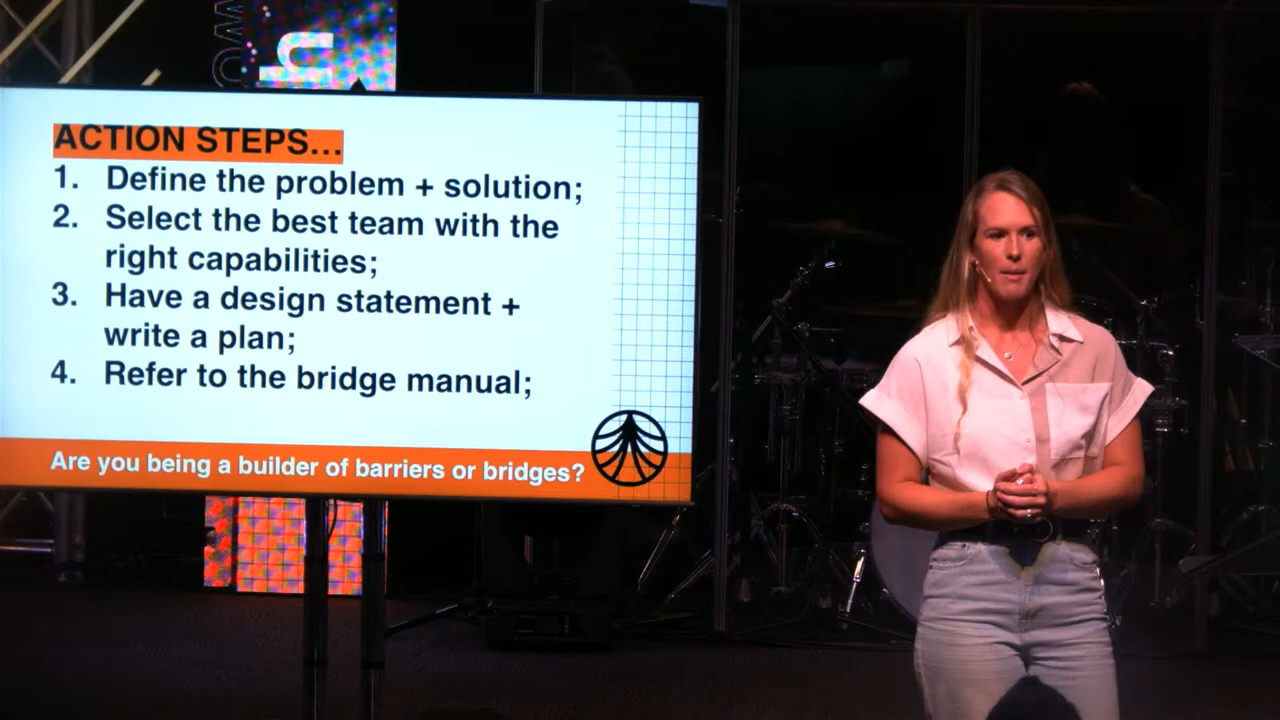 ACTION STEPS...
1. Define the problem + solution;
2. Select the best team with the
right capabilities;
3. Have a design statement +
write a plan;
4. Refer to the bridge manual;
Are you being a builder of barriers or bridges?